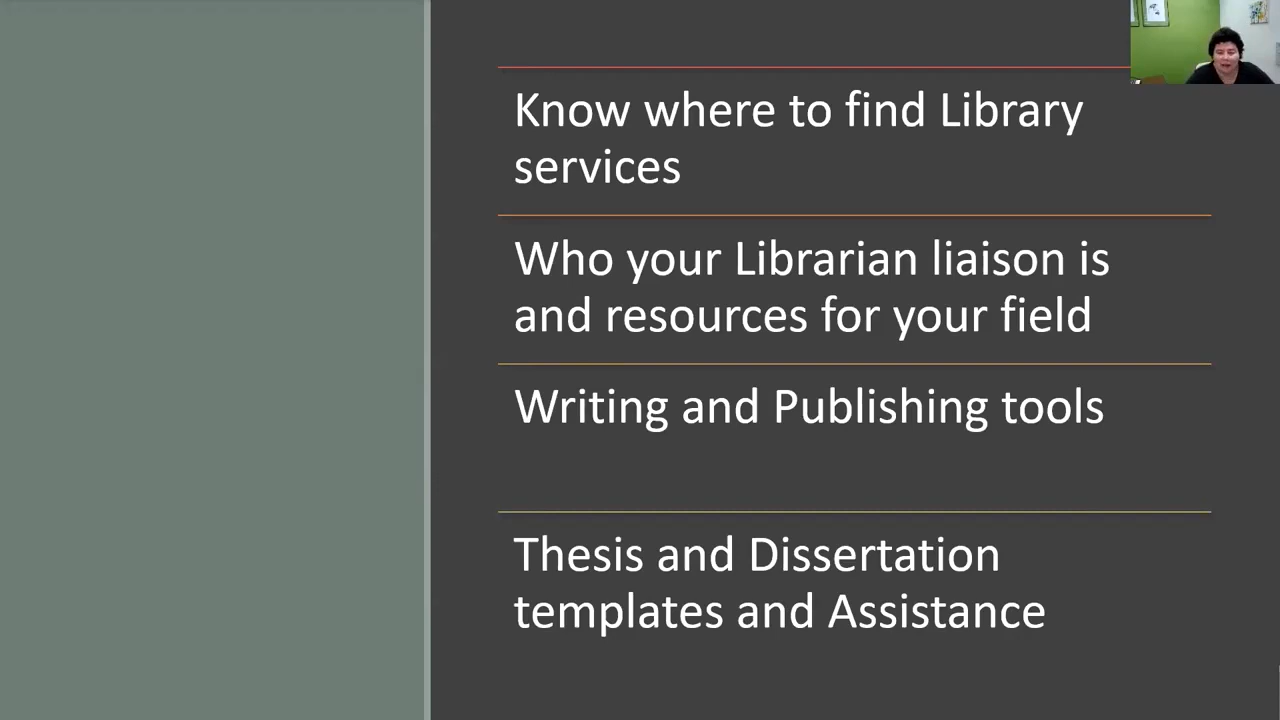 Know where to find Library
services
Who your Librarian liaison is
and resources for your field
Writing and Publishing tools
Thesis and Dissertation
templates and Assistance